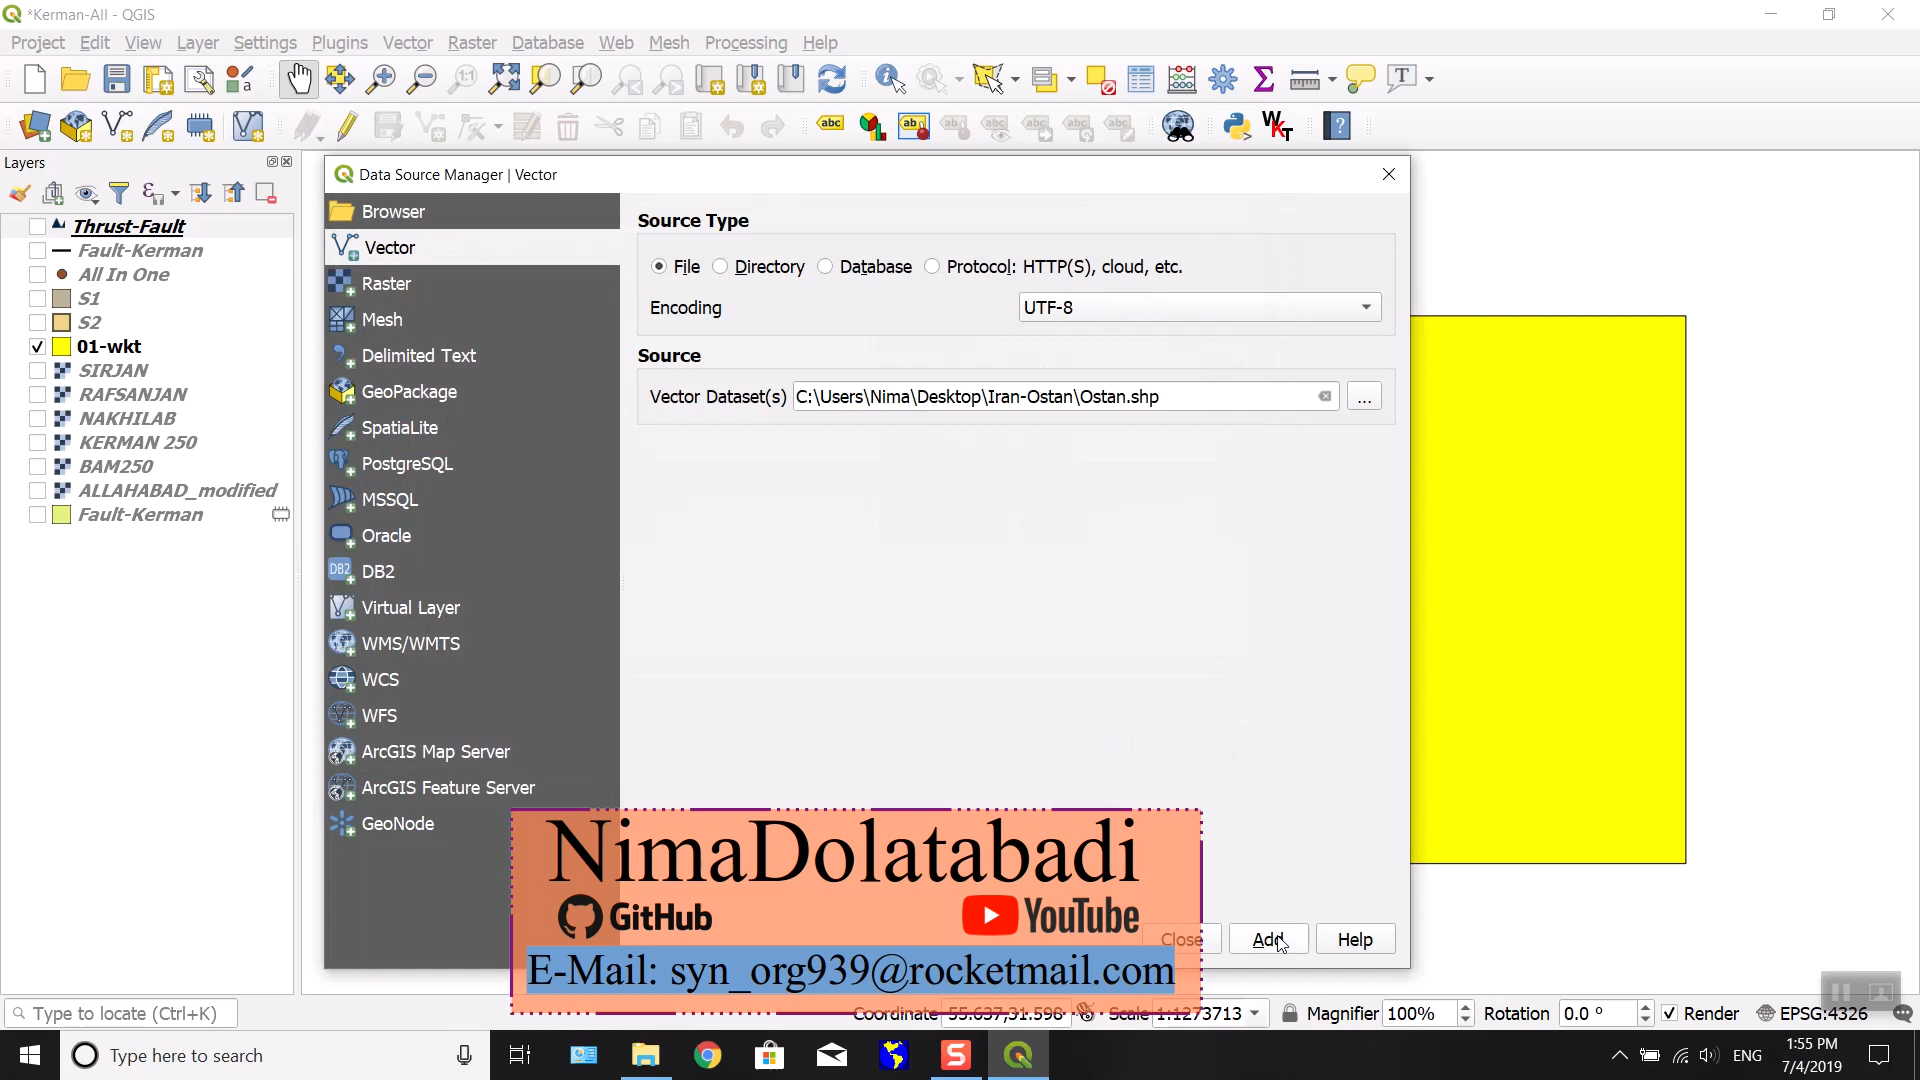 *Kerman-All - QGIS
Project Edit View Layer Settings Plugins Vector Raster Database Web Mesh Processing Help
Layers
Thrust-Fault
Fault-Kerman
All In One
S1
S2
01-wkt
SIRJAN
RAFSANJAN
NAKHILAB
KERMAN 250
BAM250
ALLAHABAD_modified
Fault-Kerman
Data Source Manager | Vector
Browser
Vector
Raster
Mesh
Delimited Text
GeoPackage
SpatiaLite
PostgreSQL
MSSQL
Oracle
DB2
Virtual Layer
WMS/WMTS
WCS
WFS
ArcGIS Map Server
ArcGIS Feature Server
GeoNode
Source Type
File Directory Database Protocol: HTTP(S), cloud, etc.
Encoding UTF-8
Source
Vector Dataset(s) C:\Users\Nima\Desktop\Iran-Ostan\Ostan.shp ...
Close Add Help
NimaDolatabadi
GitHub YouTube
E-Mail: syn_org939@rocketmail.com
Type to locate (Ctrl+K) Coordinate 55.637,31.598 Scale 1:1273713 Magnifier 100% Rotation 0.0 ° Render EPSG:4326
Type here to search
ENG
1:55 PM
7/4/2019